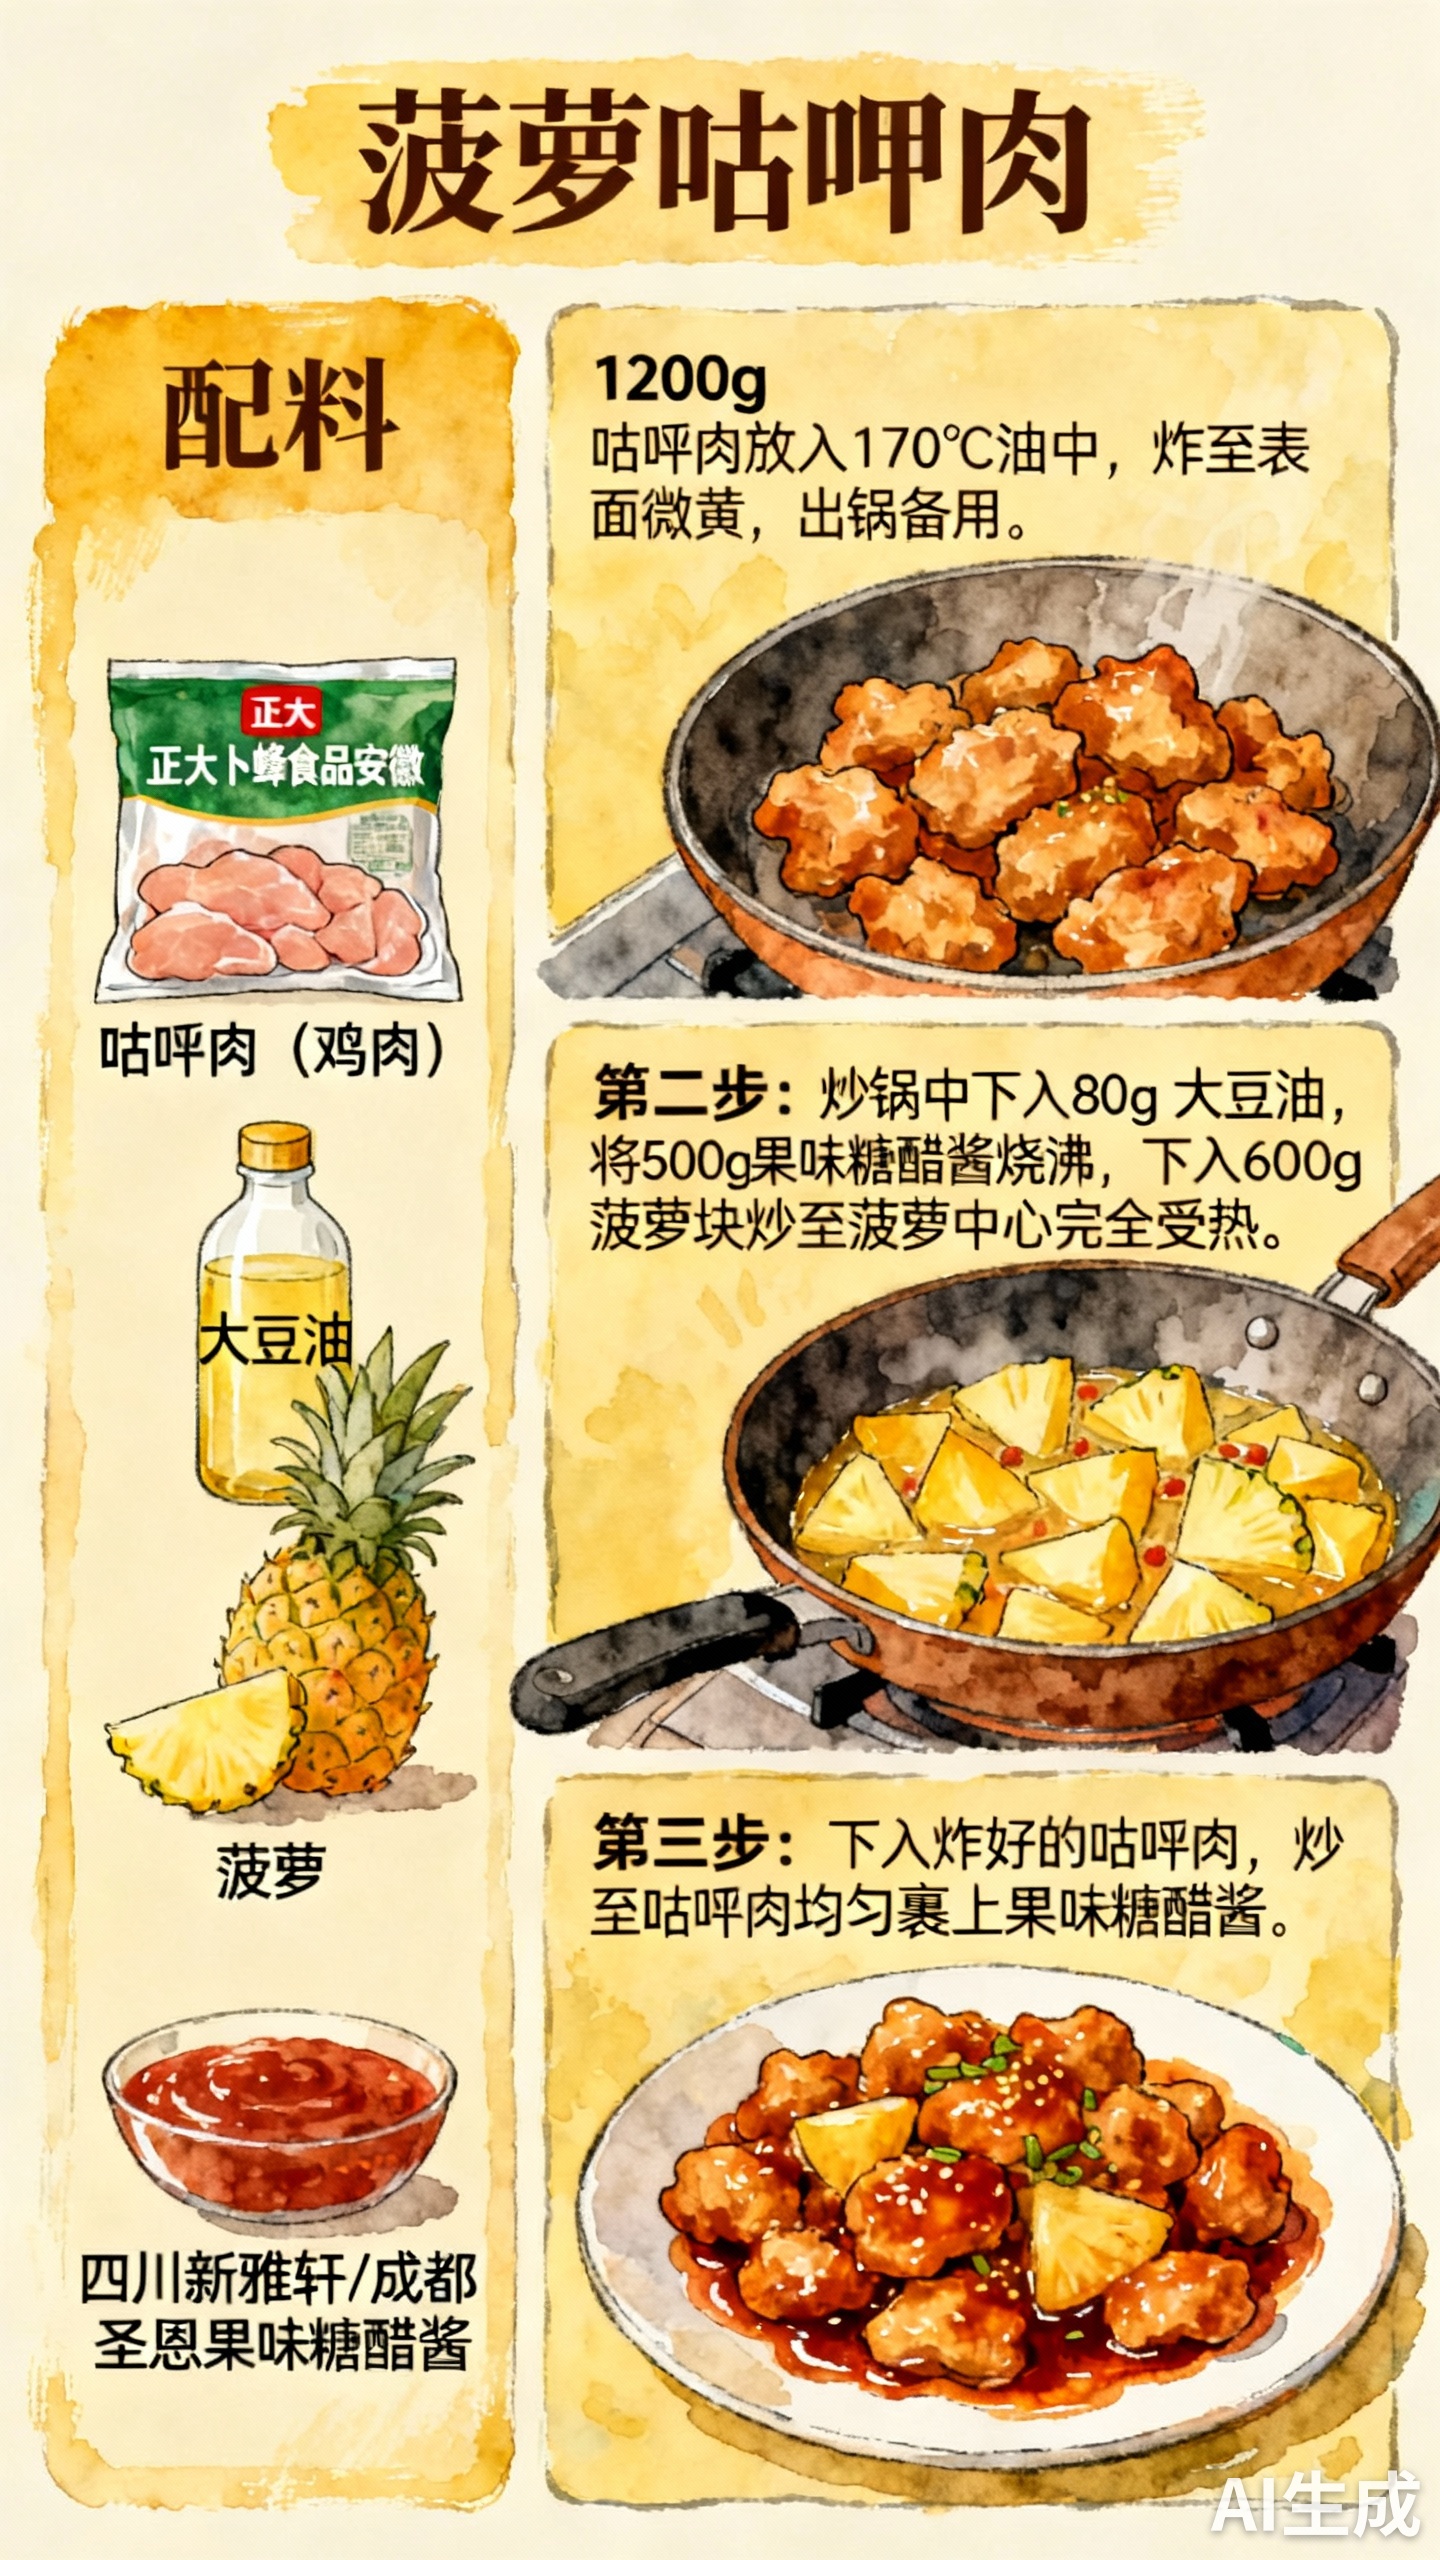 菠萝咕呷肉
配料
正大
正大卜蜂食品安徽
咕呼肉（鸡肉）
大豆油
菠萝
四川新雅轩/成都
圣恩果味糖醋酱
1200g
咕呼肉放入170℃油中，炸至表
面微黄，出锅备用。
第二步：炒锅中下入80g 大豆油，
将500g果味糖醋酱烧沸，下入600g
菠萝块炒至菠萝中心完全受热。
第三步：下入炸好的咕呼肉，炒
至咕呼肉均匀裹上果味糖醋酱。
AI生成